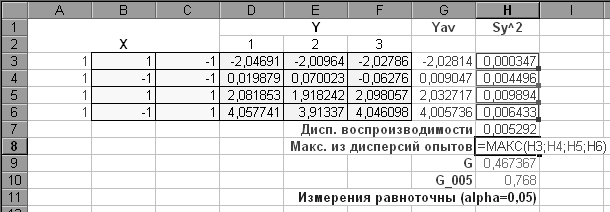 A B C D E F G H I
1 Y Yav Sy^2
2 X 1 2 3
3 1 1 -1 -2,04691 -2,00964 -2,02786 -2,02814 0,000347
4 1 -1 -1 0,019879 0,070023 -0,06276 0,009047 0,004496
5 1 1 1 2,081853 1,918242 2,098057 2,032717 0,009894
6 1 -1 1 4,057741 3,91337 4,046098 4,005736 0,006433
7 Дисп. воспроизводимости 0,005292
8 Макс. из дисперсий опытов =МАКС(H3;H4;H5;H6)
9 G 0,467367
10 G_005 0,768
11 Измерения равноточны (alpha=0,05)